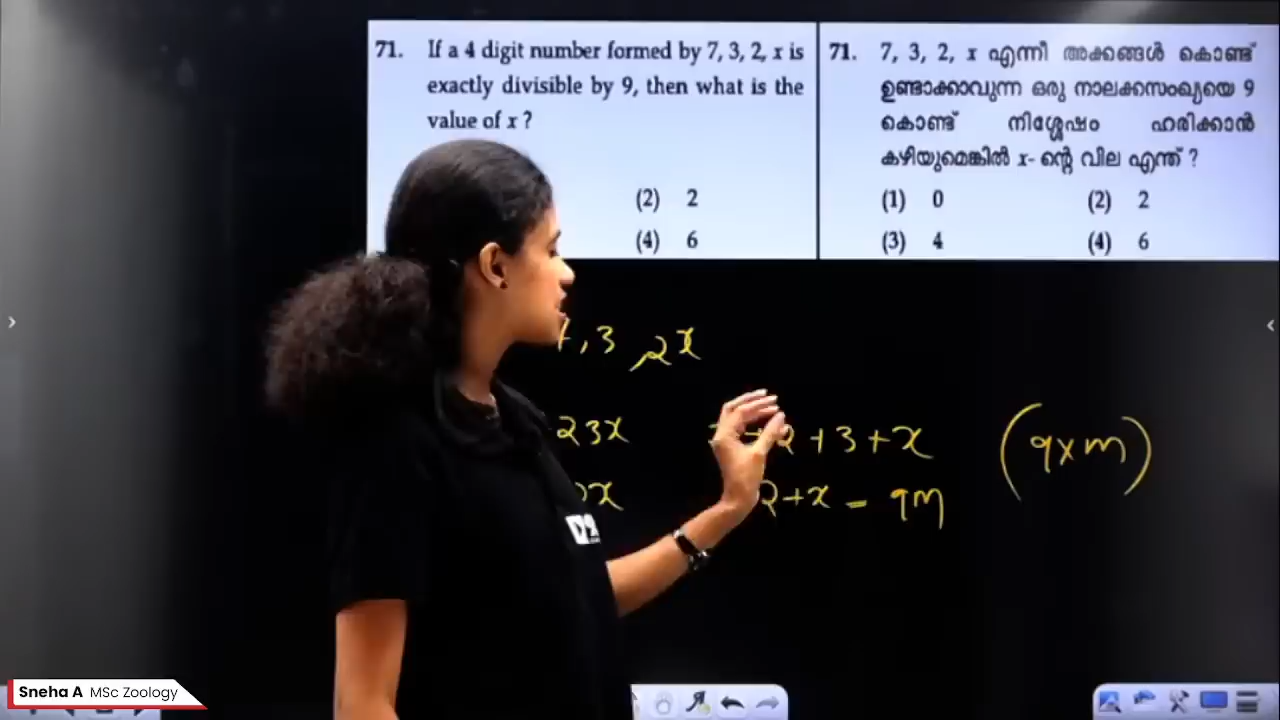 71. If a 4 digit number formed by 7, 3, 2, x is
exactly divisible by 9, then what is the
value of x ?
(2) 2
(4) 6
71. 7, 3, 2, x എന്നീ അക്കങ്ങൾ കൊണ്ട്
ഉണ്ടാക്കാവുന്ന ഒരു നാലക്കസംഖ്യയെ 9
കൊണ്ട് നിശ്ശേഷം ഹരിക്കാൻ
കഴിയുമെങ്കിൽ x- ന്റെ വില എന്ത് ?
(1) 0 (2) 2
(3) 4 (4) 6
, 3 , 2 x
23x
2 + 3 + x (9xm)
x
2 + x = 9m
Sneha A MSc Zoology